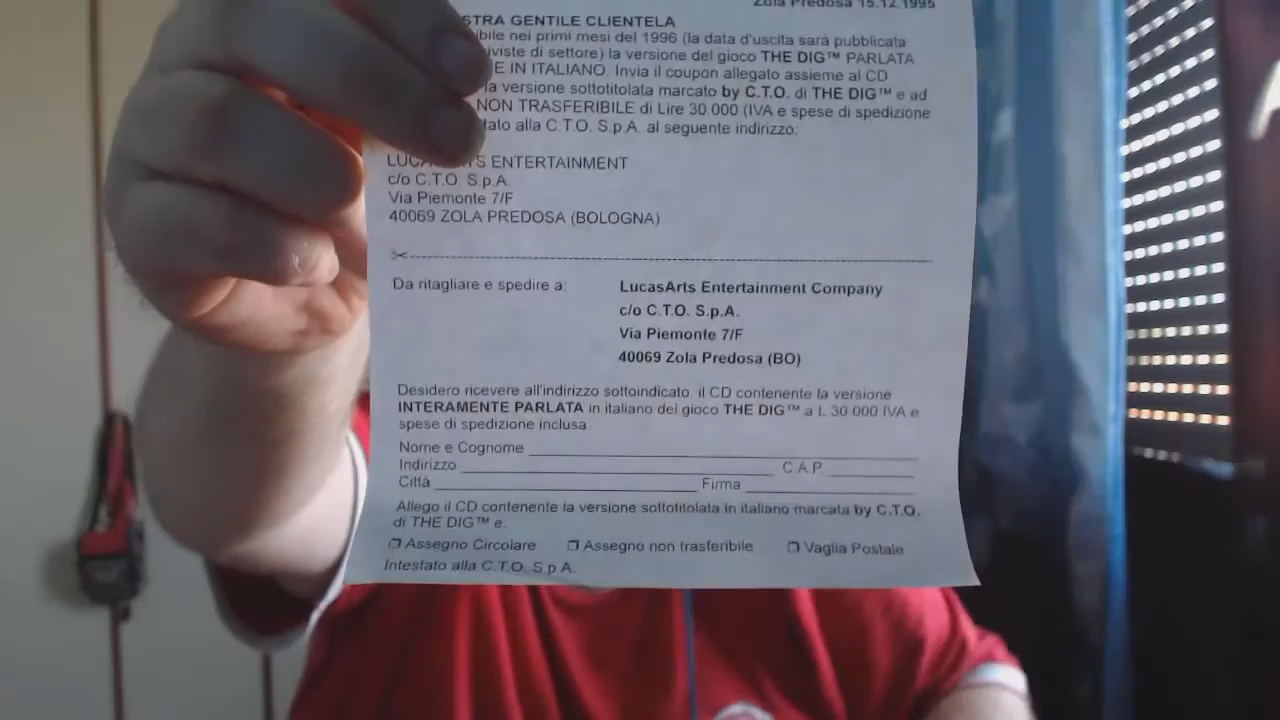 Zola Predosa 15.12.1995
STRA GENTILE CLIENTELA
ibile nei primi mesi del 1996 (la data d'uscita sarà pubblicata
iviste di settore) la versione del gioco THE DIG™ PARLATA
E IN ITALIANO. Invia il coupon allegato assieme al CD
la versione sottotitolata marcato by C.T.O. di THE DIG™ e ad
NON TRASFERIBILE di Lire 30.000 (IVA e spese di spedizione
tato alla C.T.O. S.p.A. al seguente indirizzo:
LUCASARTS ENTERTAINMENT
c/o C.T.O. S.p.A.
Via Piemonte 7/F
40069 ZOLA PREDOSA (BOLOGNA)
Da ritagliare e spedire a: LucasArts Entertainment Company
c/o C.T.O. S.p.A.
Via Piemonte 7/F
40069 Zola Predosa (BO)
Desidero ricevere all'indirizzo sottoindicato, il CD contenente la versione
INTERAMENTE PARLATA in italiano del gioco THE DIG™ a L.30.000 IVA e
spese di spedizione inclusa.
Nome e Cognome
Indirizzo C.A.P.
Città Firma
Allego il CD contenente la versione sottotitolata in italiano marcata by C.T.O.
di THE DIG™ e:
❒ Assegno Circolare ❒ Assegno non trasferibile ❒ Vaglia Postale
Intestato alla C.T.O. S.p.A.